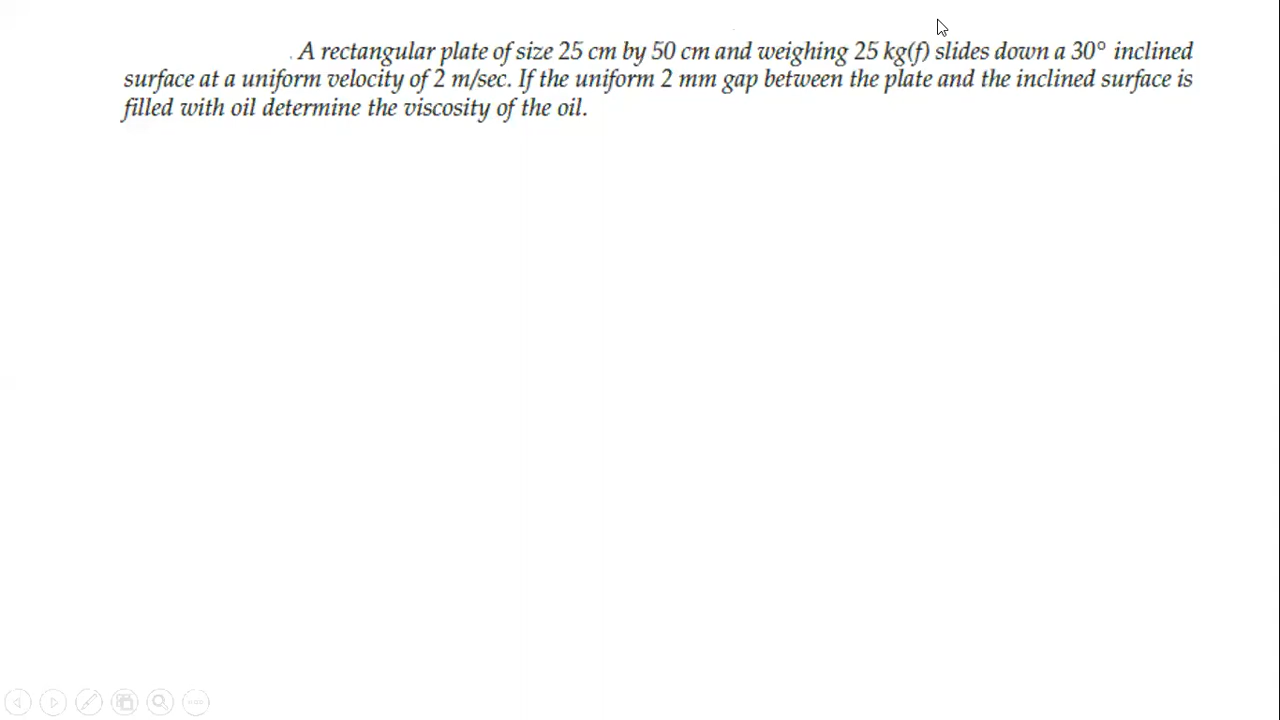 A rectangular plate of size 25 cm by 50 cm and weighing 25 kg(f) slides down a 30° inclined
surface at a uniform velocity of 2 m/sec. If the uniform 2 mm gap between the plate and the inclined surface is
filled with oil determine the viscosity of the oil.